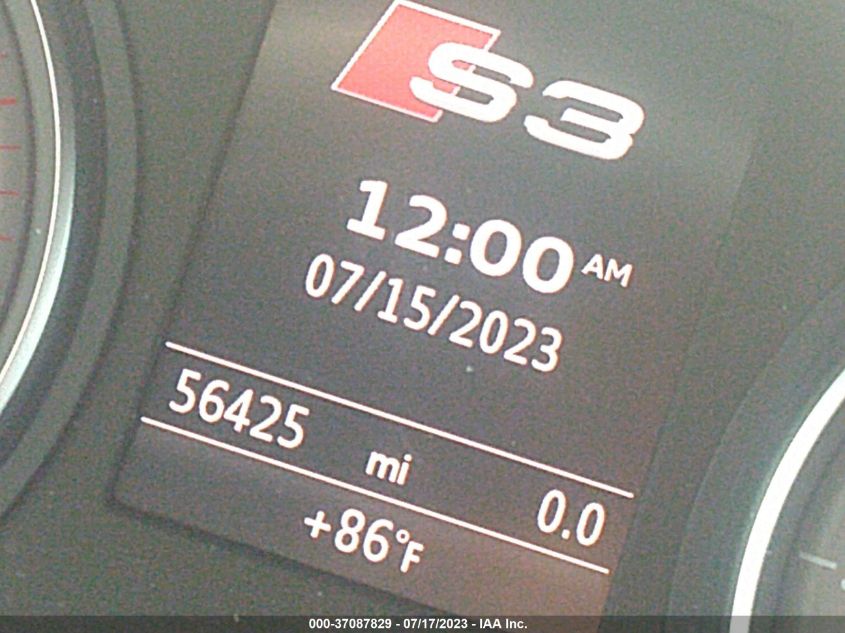 S3
12:00 AM
07/15/2023
56425 mi 0.0
+86°F
000-37087829 - 07/17/2023 - IAA Inc.